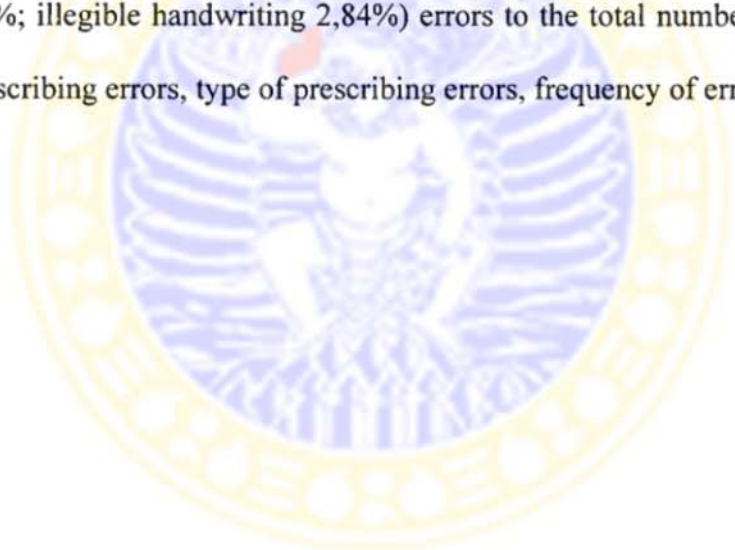 %; illegible handwriting 2,84%) errors to the total numbe
scribing errors, type of prescribing errors, frequency of err